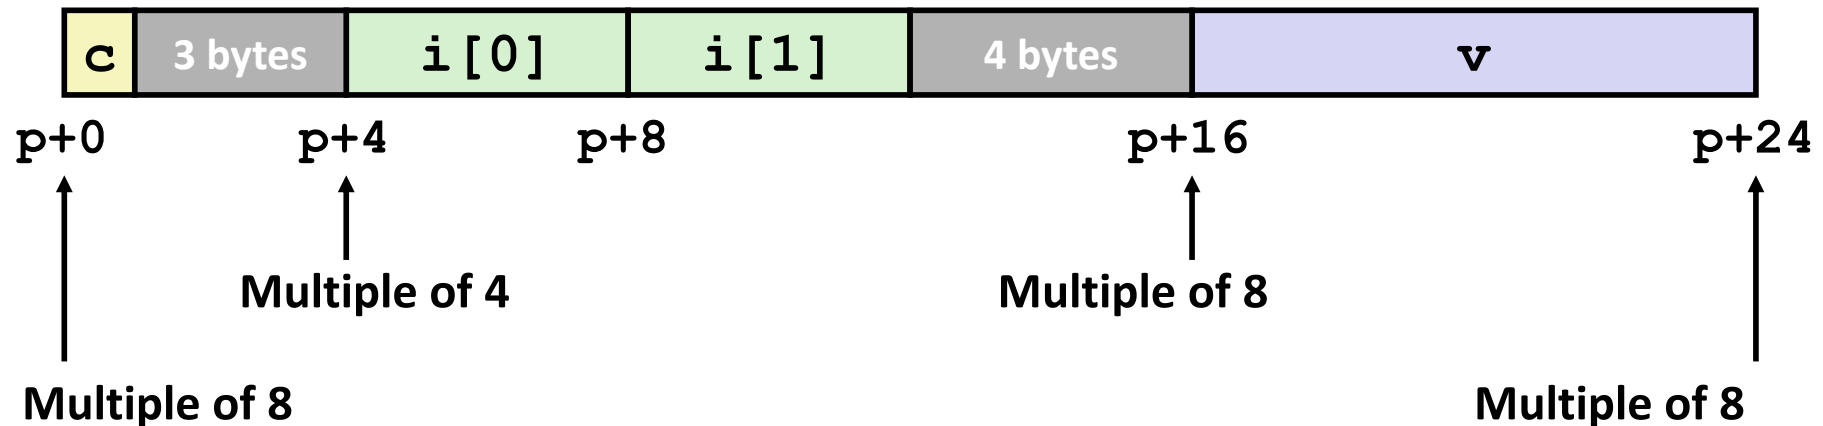 c 3 bytes i[0] i[1] 4 bytes v
p+0 p+4 p+8 p+16 p+24
Multiple of 4 Multiple of 8
Multiple of 8 Multiple of 8